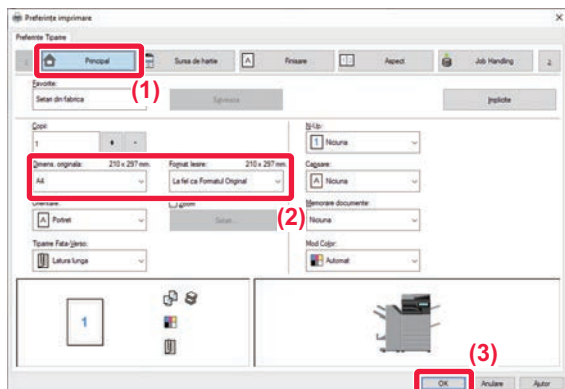 Preferințe imprimare
Preferințe Tiparire
Principal Sursa de hartie Finisare Aspect Job Handling
(1)
Favorite:
Setari din fabrica Salveaza Implicite
Copii: N-Up:
1 + - 1 Niciuna
Dimens. originala: 210 x 297 mm. Format Iesire: 210 x 297 mm. Capsare:
A4 La fel ca Formatul Original A Niciuna
(2)
Orientare: Zoom Memorare documente:
A Portret Setari... Niciuna
Tiparire Fata-Verso: Mod Color:
Latura lunga Automat
1
(3)
OK Anulare Ajutor